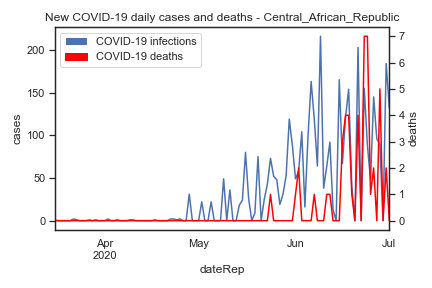 New COVID-19 daily cases and deaths - Central_African_Republic
COVID-19 infections
COVID-19 deaths
cases
200
150
100
50
0
deaths
7
6
5
4
3
2
1
0
Apr
2020
May
Jun
Jul
dateRep